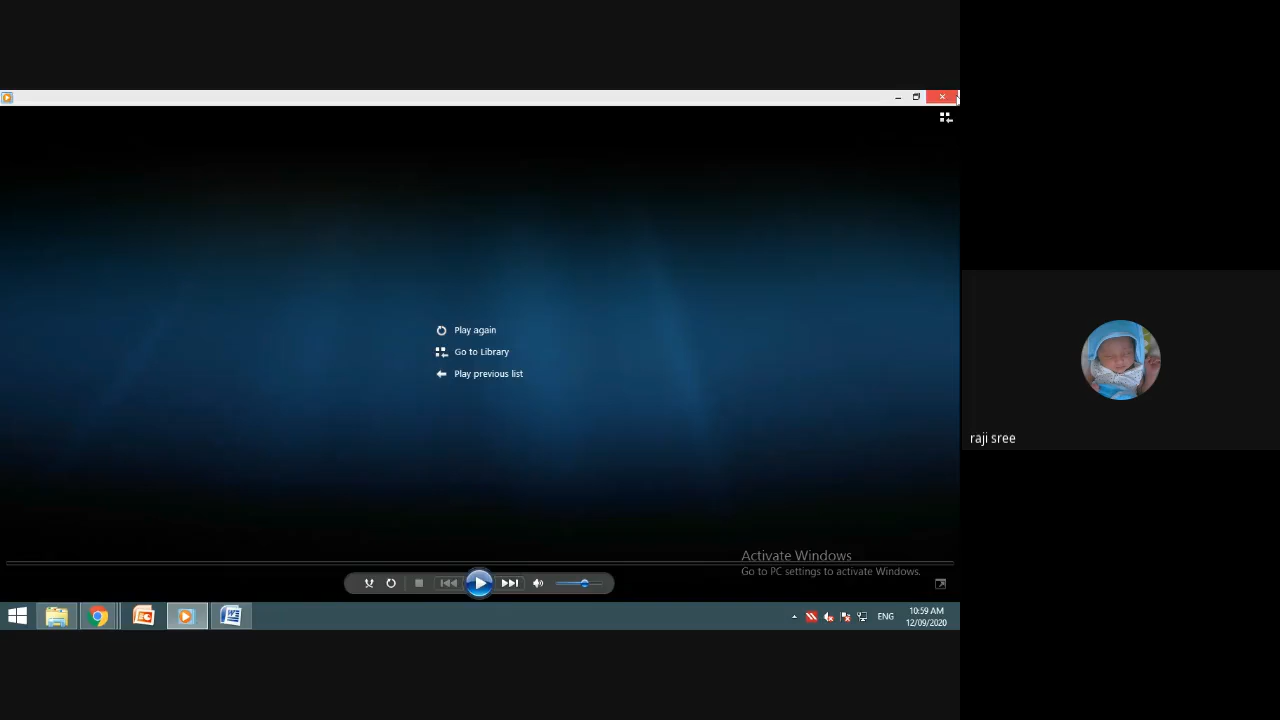 Play again
Go to Library
Play previous list
Activate Windows
Go to PC settings to activate Windows.
ENG
10:59 AM
12/09/2020
raji sree